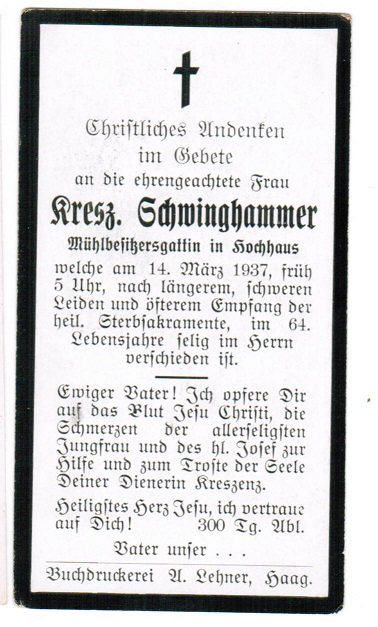 Christliches Andenken
im Gebete
an die ehrengeachtete Frau
Kresz. Schwinghammer
Mühlbesitzersgattin in Hochhaus
welche am 14. März 1937, früh
5 Uhr, nach längerem, schweren
Leiden und öfterem Empfang der
heil. Sterbsakramente, im 64.
Lebensjahre selig im Herrn
verschieden ist.
Ewiger Vater! Ich opfere Dir
auf das Blut Jesu Christi, die
Schmerzen der allerseligsten
Jungfrau und des hl. Josef zur
Hilfe und zum Troste der Seele
Deiner Dienerin Kreszenz.
Heiligstes Herz Jesu, ich vertraue
auf Dich! 300 Tg. Abl.
Vater unser . . .
Buchdruckerei A. Lehner, Haag.